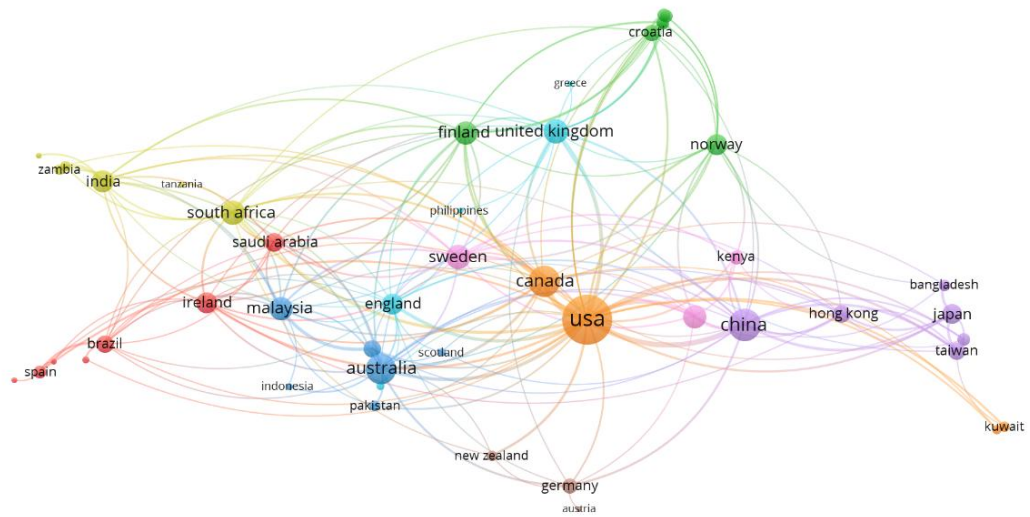 croatia
greece
finland
united kingdom
norway
zambia
india
tanzania
south africa
philippines
saudi arabia
sweden
kenya
canada
bangladesh
ireland
malaysia
england
usa
china
hong kong
japan
brazil
scotland
taiwan
spain
australia
indonesia
pakistan
kuwait
new zealand
germany
austria